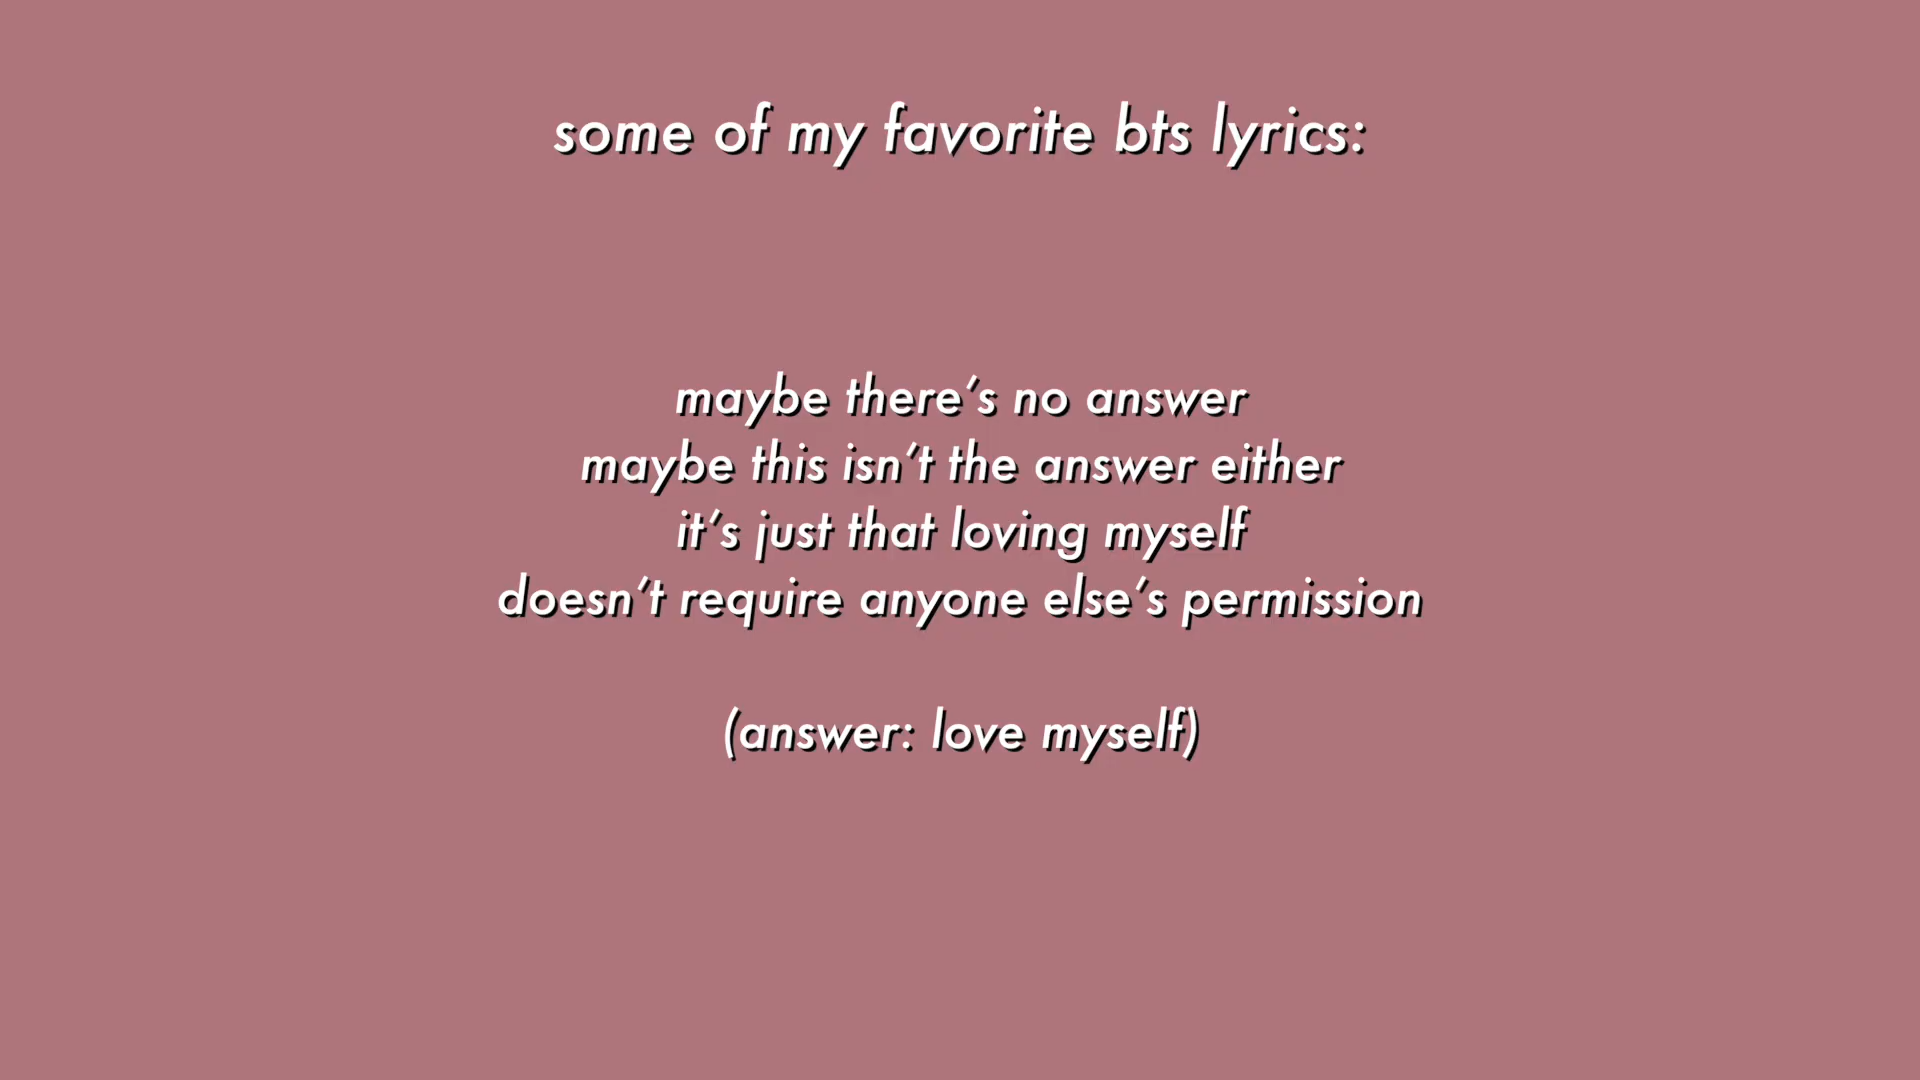 some of my favorite bts lyrics:
maybe there’s no answer
maybe this isn’t the answer either
it’s just that loving myself
doesn’t require anyone else’s permission
(answer: love myself)